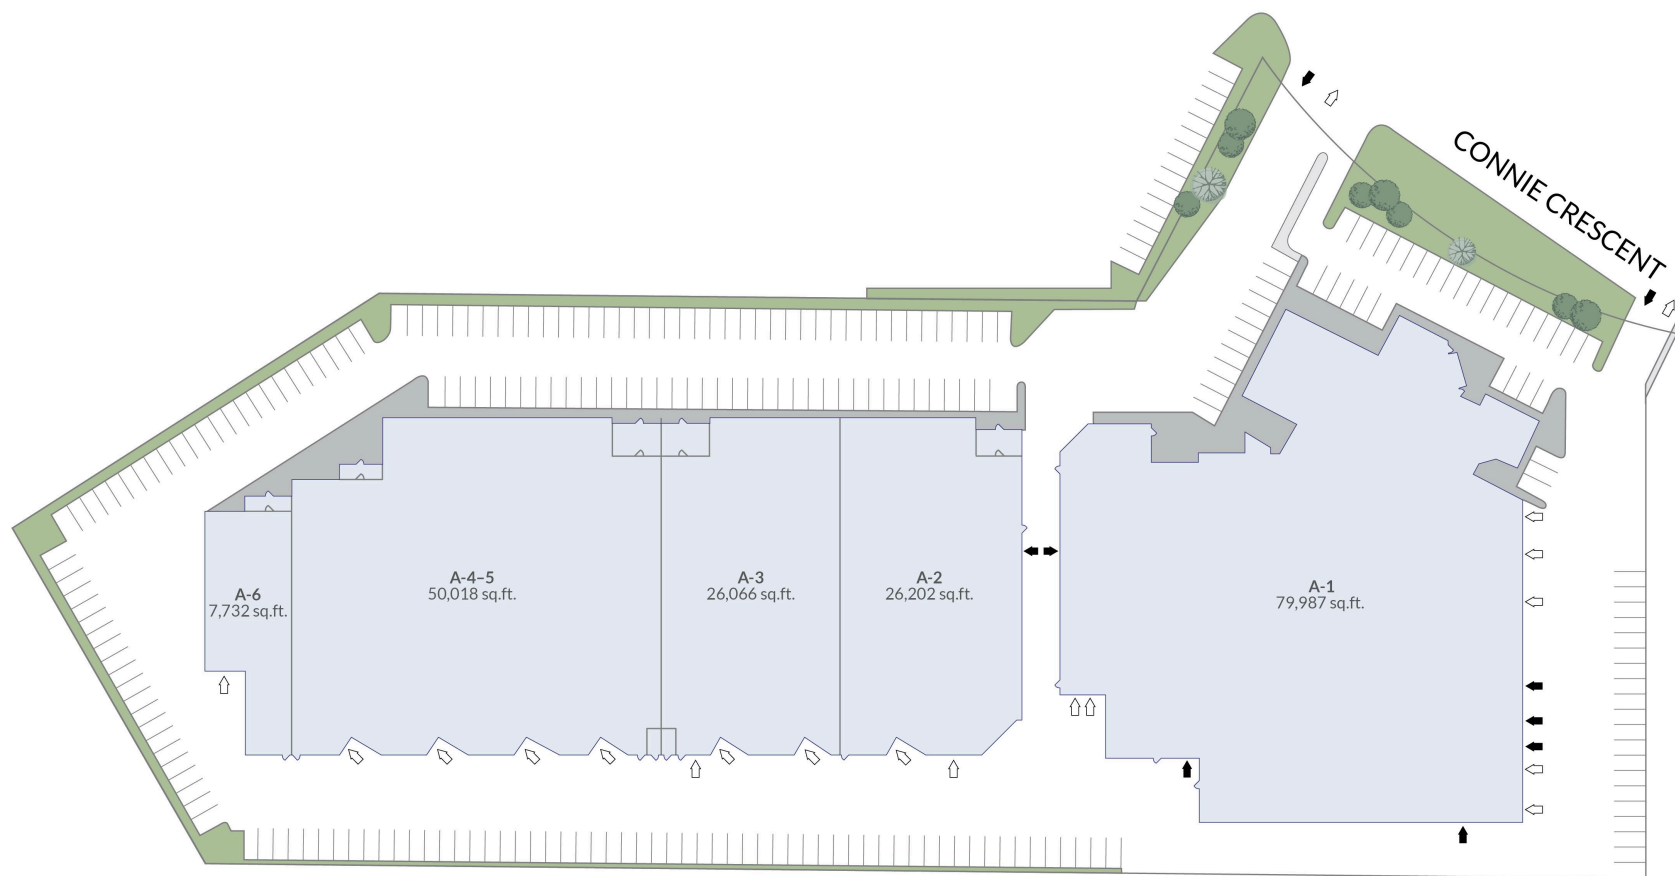 CONNIE CRESCENT
A-6
7,732 sq.ft.
A-4–5
50,018 sq.ft.
A-3
26,066 sq.ft.
A-2
26,202 sq.ft.
A-1
79,987 sq.ft.